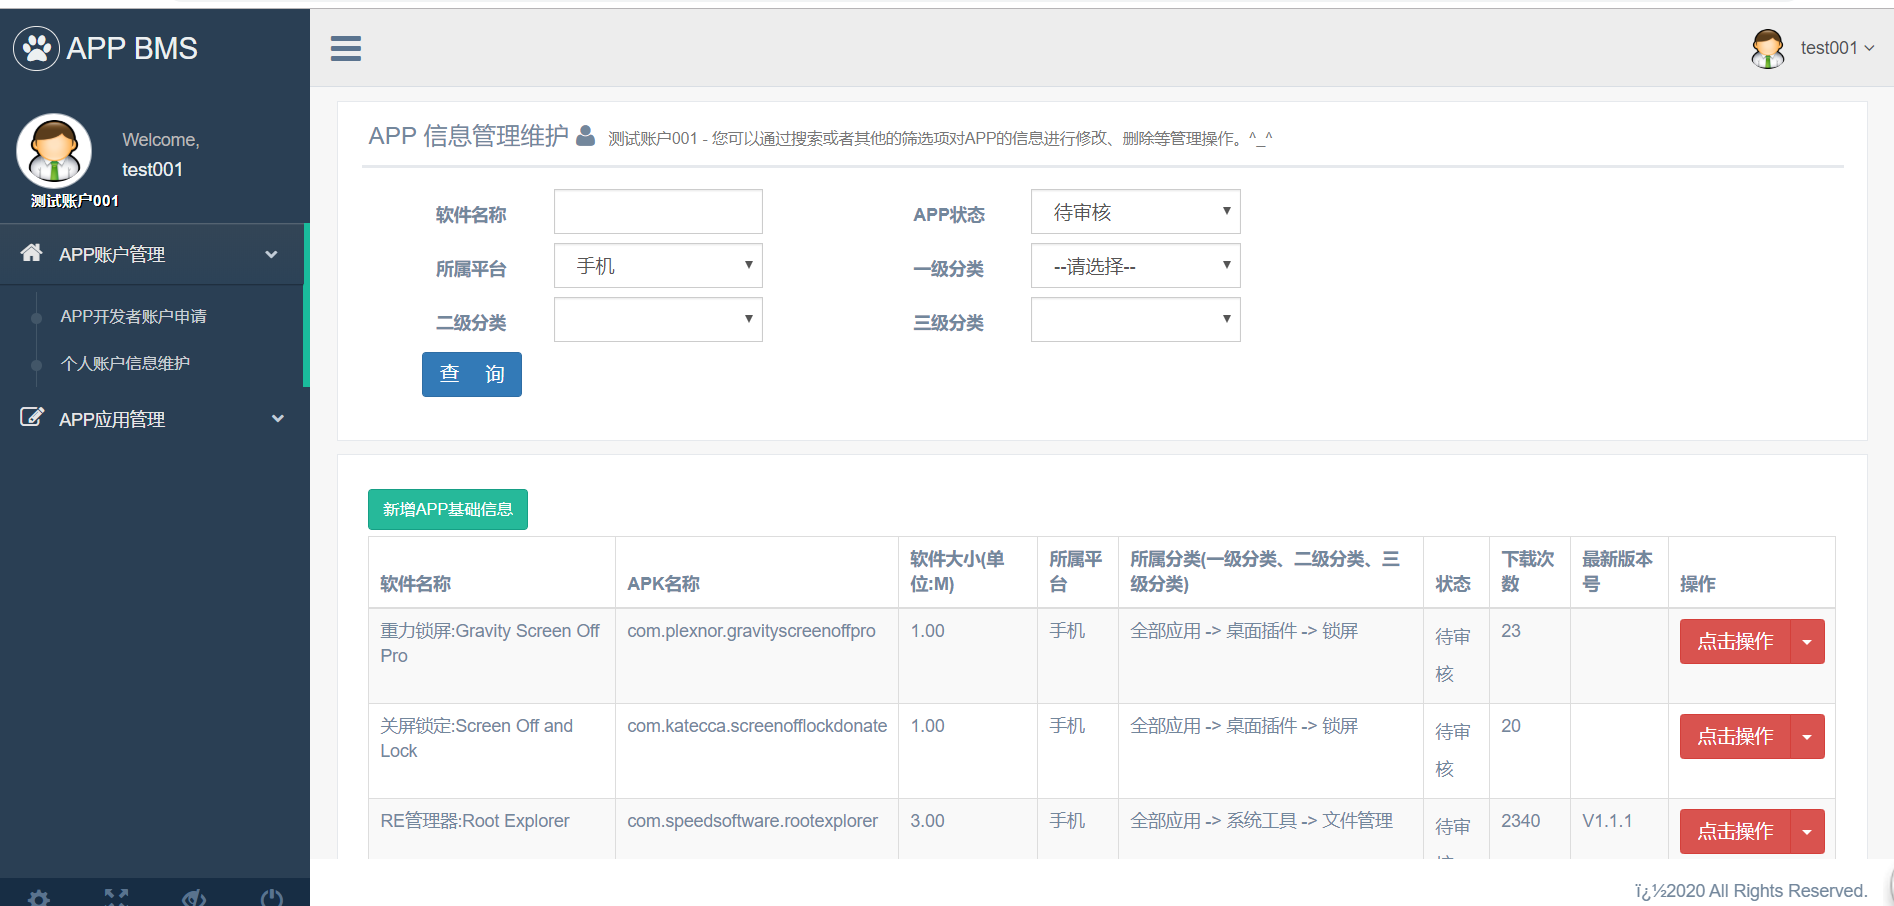 APP BMS
test001
Welcome,
test001
测试账户001
APP账户管理
APP开发者账户申请
个人账户信息维护
APP应用管理
APP 信息管理维护 测试账户001 - 您可以通过搜索或者其他的筛选项对APP的信息进行修改、删除等管理操作。^_^
软件名称
APP状态 待审核
所属平台 手机
一级分类 --请选择--
二级分类
三级分类
查 询
新增APP基础信息
软件名称
APK名称
软件大小(单
位:M)
所属平
台
所属分类(一级分类、二级分类、三
级分类)
状态
下载次
数
最新版本
号
操作
重力锁屏:Gravity Screen Off
Pro
com.plexnor.gravityscreenoffpro
1.00
手机
全部应用 -> 桌面插件 -> 锁屏
待审
核
23
点击操作
关屏锁定:Screen Off and
Lock
com.katecca.screenofflockdonate
1.00
手机
全部应用 -> 桌面插件 -> 锁屏
待审
核
20
点击操作
RE管理器:Root Explorer
com.speedsoftware.rootexplorer
3.00
手机
全部应用 -> 系统工具 -> 文件管理
待审
2340
V1.1.1
点击操作
ï¿½2020 All Rights Reserved.